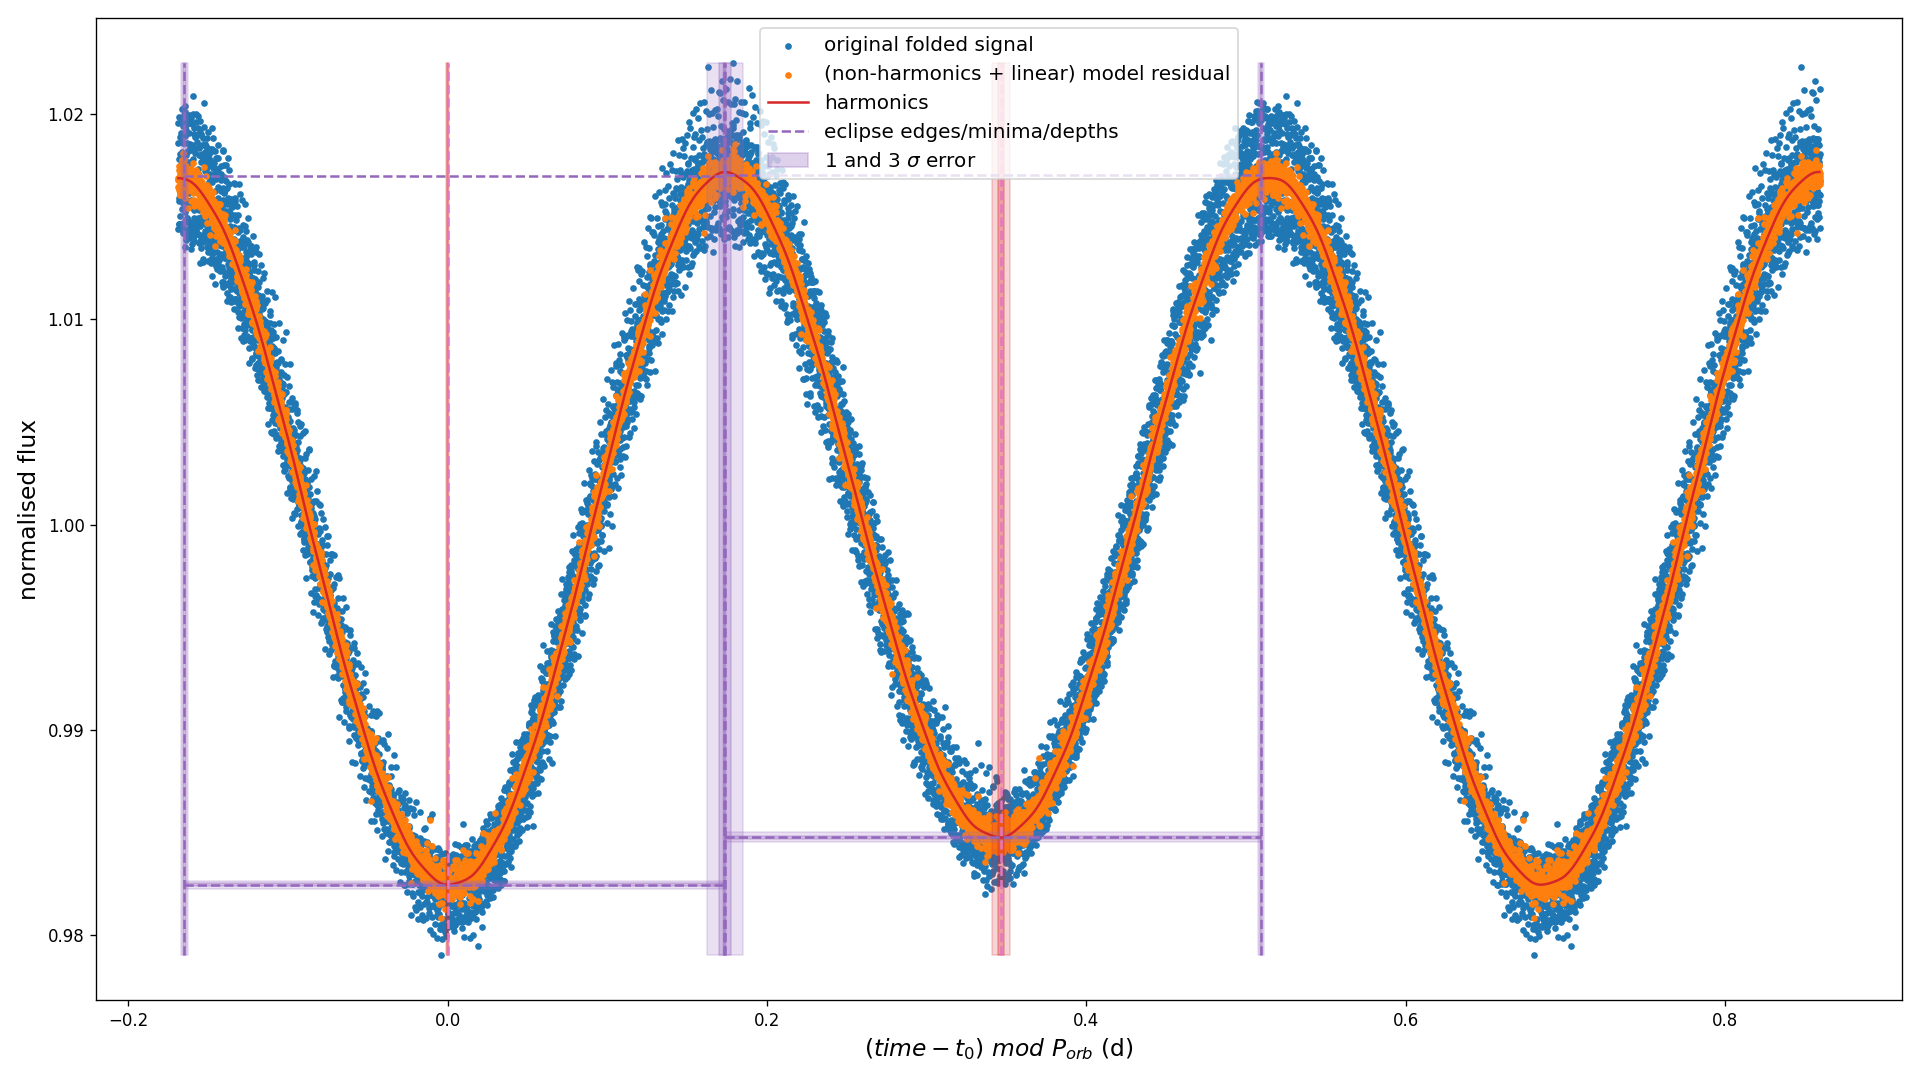 original folded signal
(non-harmonics + linear) model residual
harmonics
eclipse edges/minima/depths
1 and 3 σ error
normalised flux
1.02
1.01
1.00
0.99
0.98
−0.2
0.0
0.2
0.4
0.6
0.8
(time − t₀) mod Pₒᵣb (d)